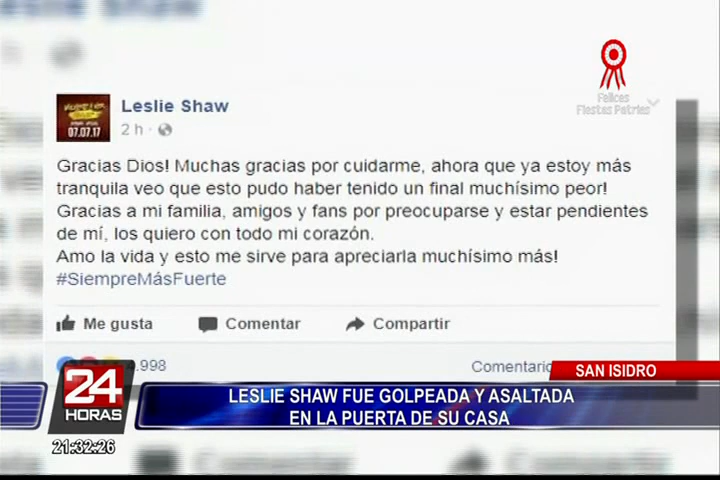 Leslie Shaw
Felices
Fiestas Patrias
07.07.17
Leslie Shaw
2 h
Gracias Dios! Muchas gracias por cuidarme, ahora que ya estoy más
tranquila veo que esto pudo haber tenido un final muchísimo peor!
Gracias a mi familia, amigos y fans por preocuparse y estar pendientes
de mí, los quiero con todo mi corazón.
Amo la vida y esto me sirve para apreciarla muchísimo más!
#SiempreMásFuerte
Me gusta Comentar Compartir
4.998 Comentario
SAN ISIDRO
24
HORAS
LESLIE SHAW FUE GOLPEADA Y ASALTADA
EN LA PUERTA DE SU CASA
21:32:26